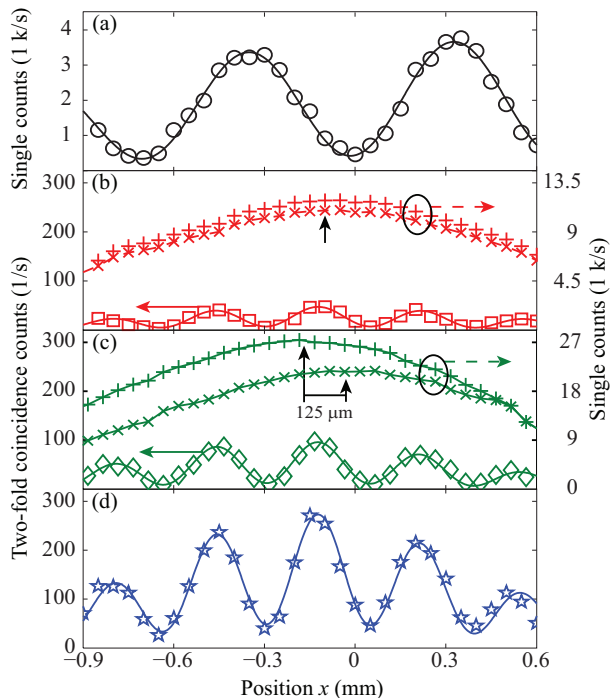 (a)
Single counts (1 k/s)
4
3
2
1
(b)
300
200
100
13.5
9
4.5
Two-fold coincidence counts (1/s)
Single counts (1 k/s)
(c)
300
200
100
0
27
18
9
0
125 μm
(d)
300
200
100
0
−0.9 −0.6 −0.3 0 0.3 0.6
Position x (mm)